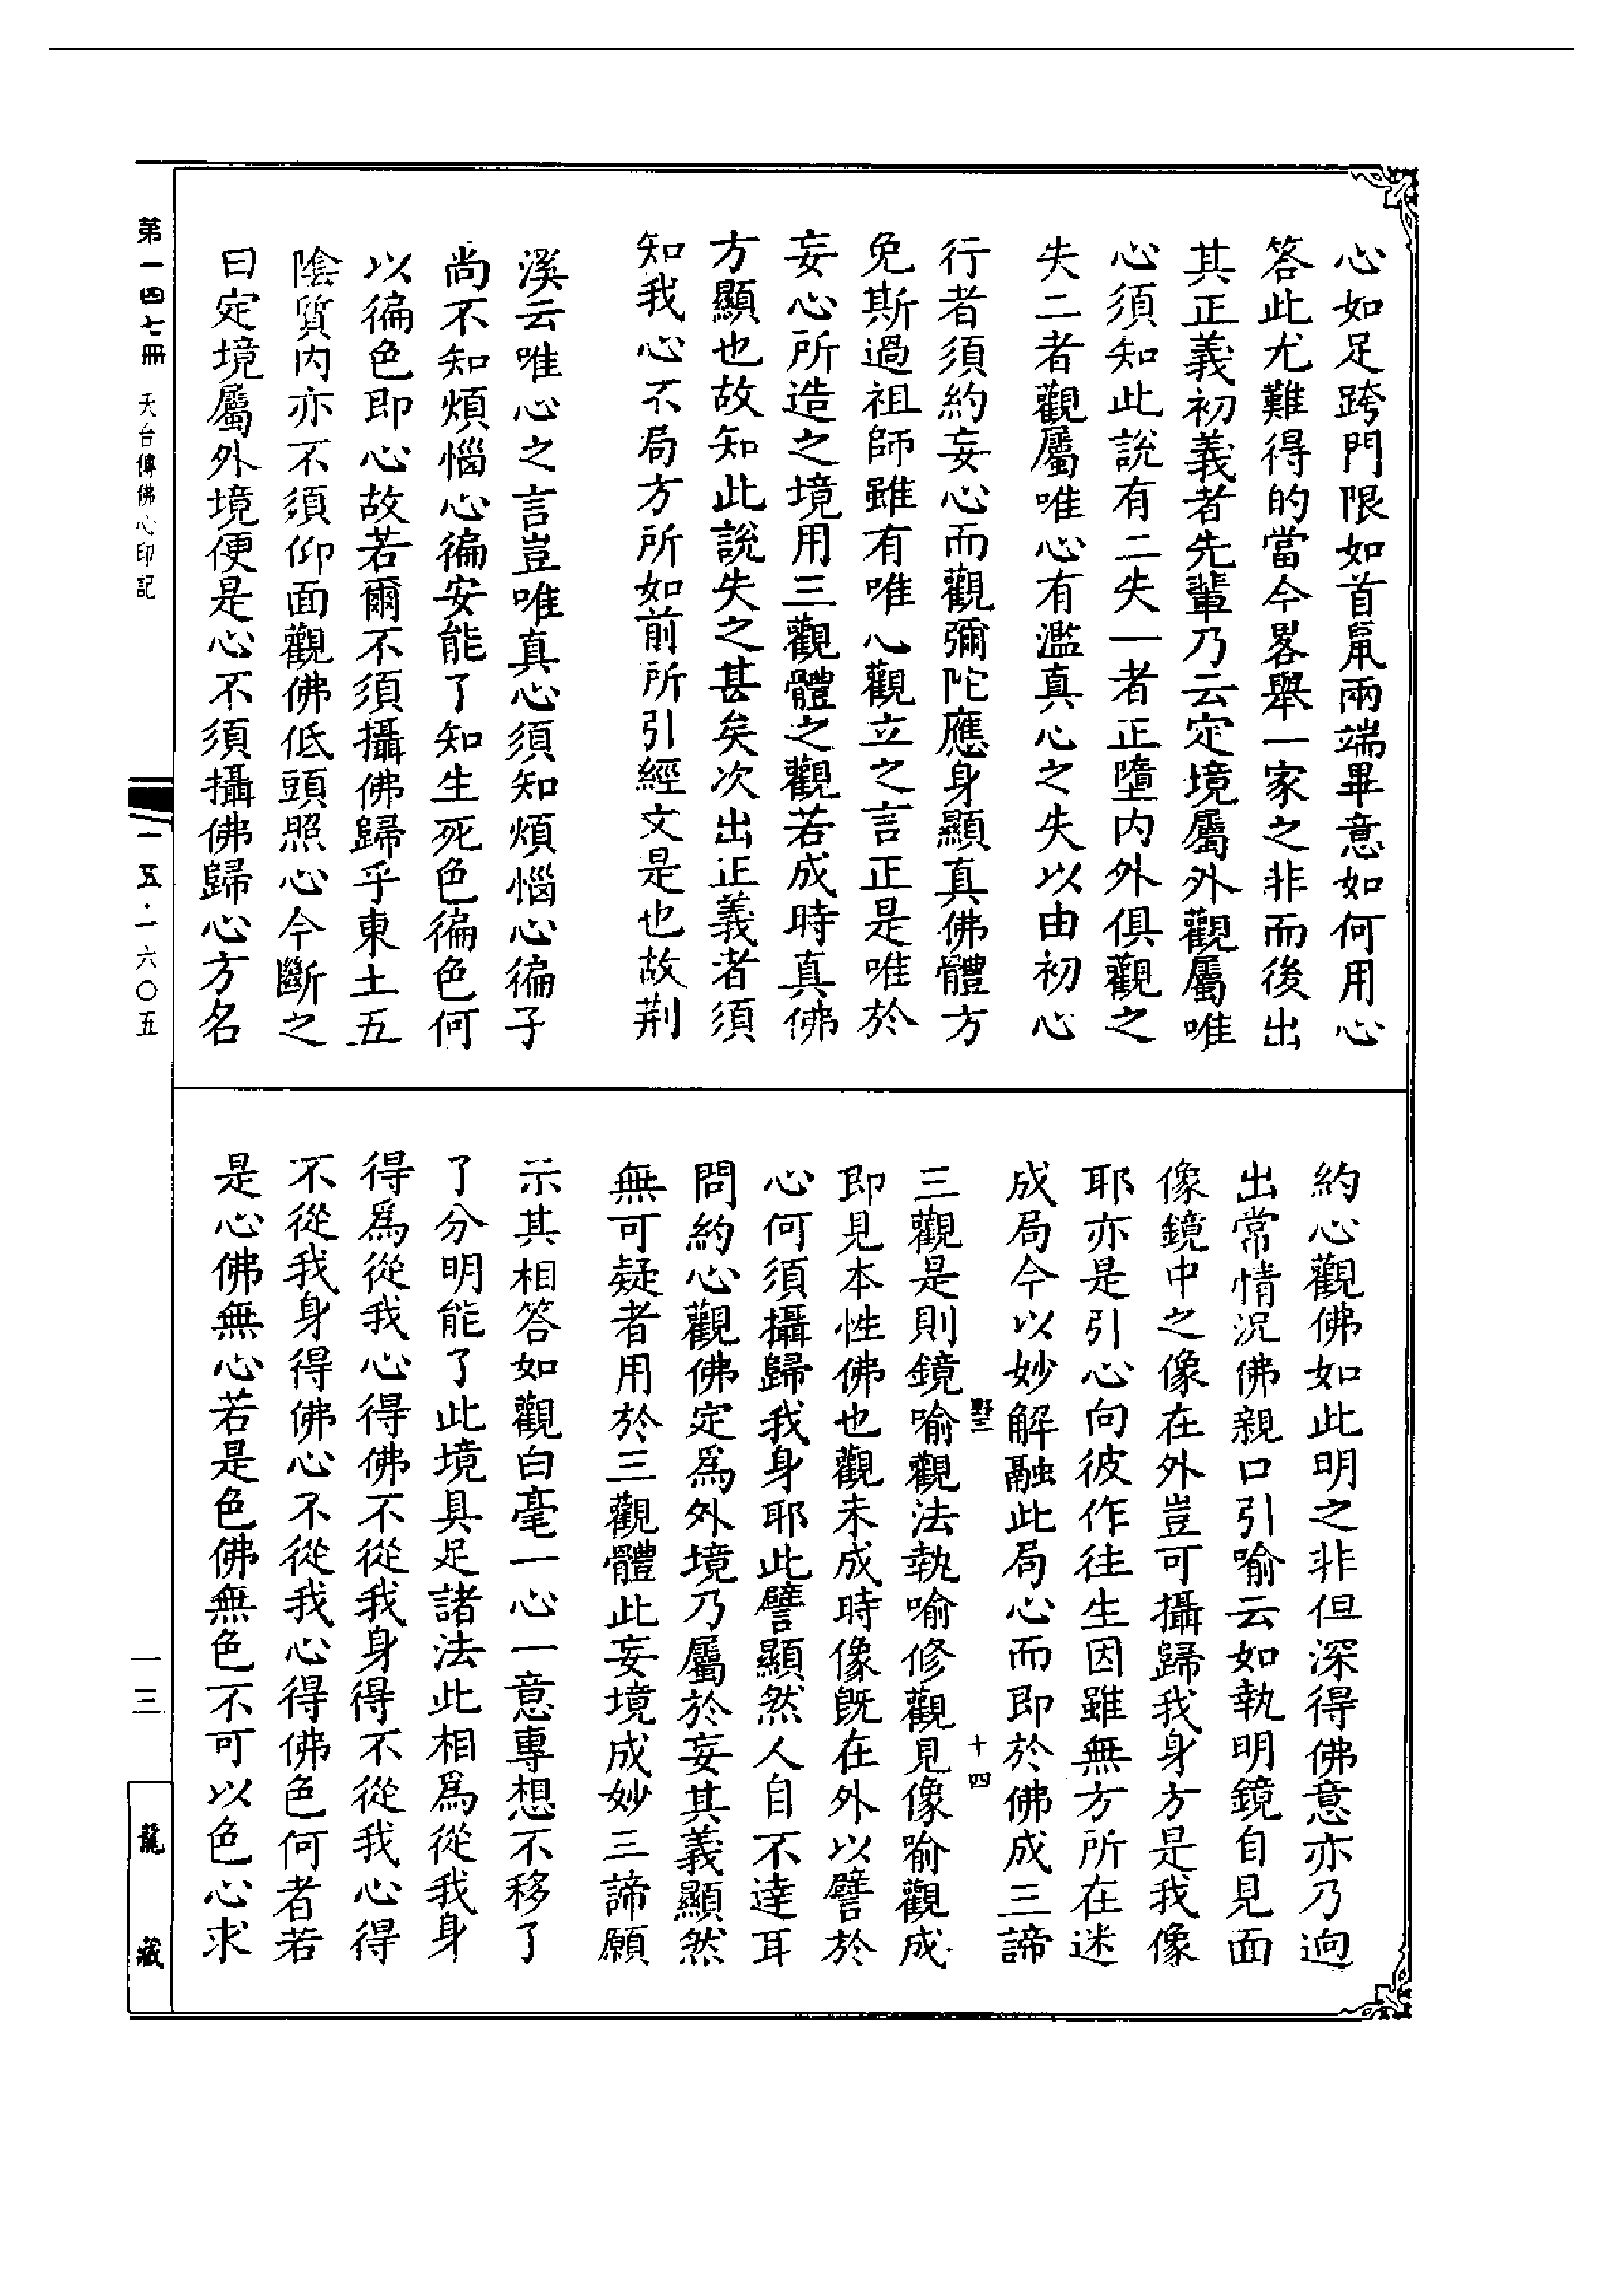 心如足跨門限如首鼠兩端畢意如何用心
答此尤難得的當今畧舉一家之非而後出
其正義初義者先輩乃云定境屬外觀屬唯
心須知此說有二失一者正墮內外俱觀之
失二者觀屬唯心有濫真心之失以由初心
行者須約妄心而觀彌陀應身顯真佛體方
免斯過祖師雖有唯心觀立之言正是唯於
妄心所造之境用三觀體之觀若成時真佛
方顯也故知此說失之甚矣次出正義者須
知我心不局方所如前所引經文是也故荆
溪云唯心之言豈唯真心須知煩惱心徧子
尚不知煩惱心徧安能了知生死色徧色何
以徧色即心故若爾不須攝佛歸乎東土五
陰質內亦不須仰面觀佛低頭照心今斷之
曰定境屬外境便是心不須攝佛歸心方名
約心觀佛如此明之非但深得佛意亦乃逈
出常情況佛親口引喻云如執明鏡自見面
像鏡中之像在外豈可攝歸我身方是我像
耶亦是引心向彼作往生因雖無方所在迷
成局今以妙解融此局心而即於佛成三諦
野三 十四
三觀是則鏡喻觀法執喻修觀見像喻觀成
即見本性佛也觀未成時像旣在外以譬於
心何須攝歸我身耶此譬顯然人自不達耳
問約心觀佛定爲外境乃屬於妄其義顯然
無可疑者用於三觀體此妄境成妙三諦願
示其相答如觀白毫一心一意專想不移了
了分明能了此境具足諸法此相爲從我身
得爲從我心得佛不從我身得不從我心得
不從我身得佛心不從我心得佛色何者若
是心佛無心若是色佛無色不可以色心求
第一四七冊 天台傳佛心印記
一五·一六〇五
一三
龍藏